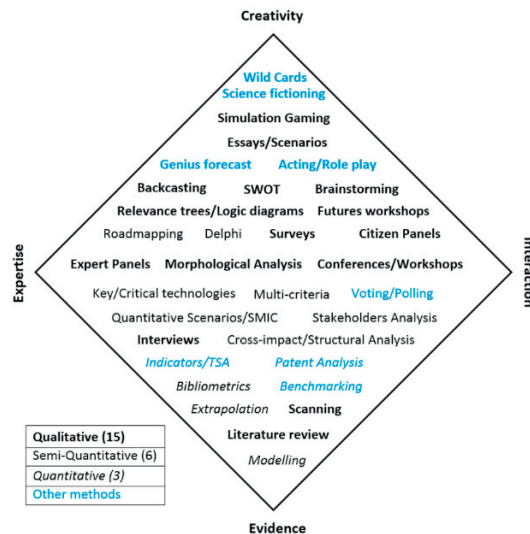 Creativity
Wild Cards
Science fictioning
Simulation Gaming
Essays/Scenarios
Genius forecast Acting/Role play
Backcasting SWOT Brainstorming
Relevance trees/Logic diagrams Futures workshops
Roadmapping Delphi Surveys Citizen Panels
Expertise
Interaction
Expert Panels Morphological Analysis Conferences/Workshops
Key/Critical technologies Multi-criteria Voting/Polling
Quantitative Scenarios/SMIC Stakeholders Analysis
Interviews Cross-impact/Structural Analysis
Indicators/TSA Patent Analysis
Bibliometrics Benchmarking
Extrapolation Scanning
Literature review
Modelling
Qualitative (15)
Semi-Quantitative (6)
Quantitative (3)
Other methods
Evidence